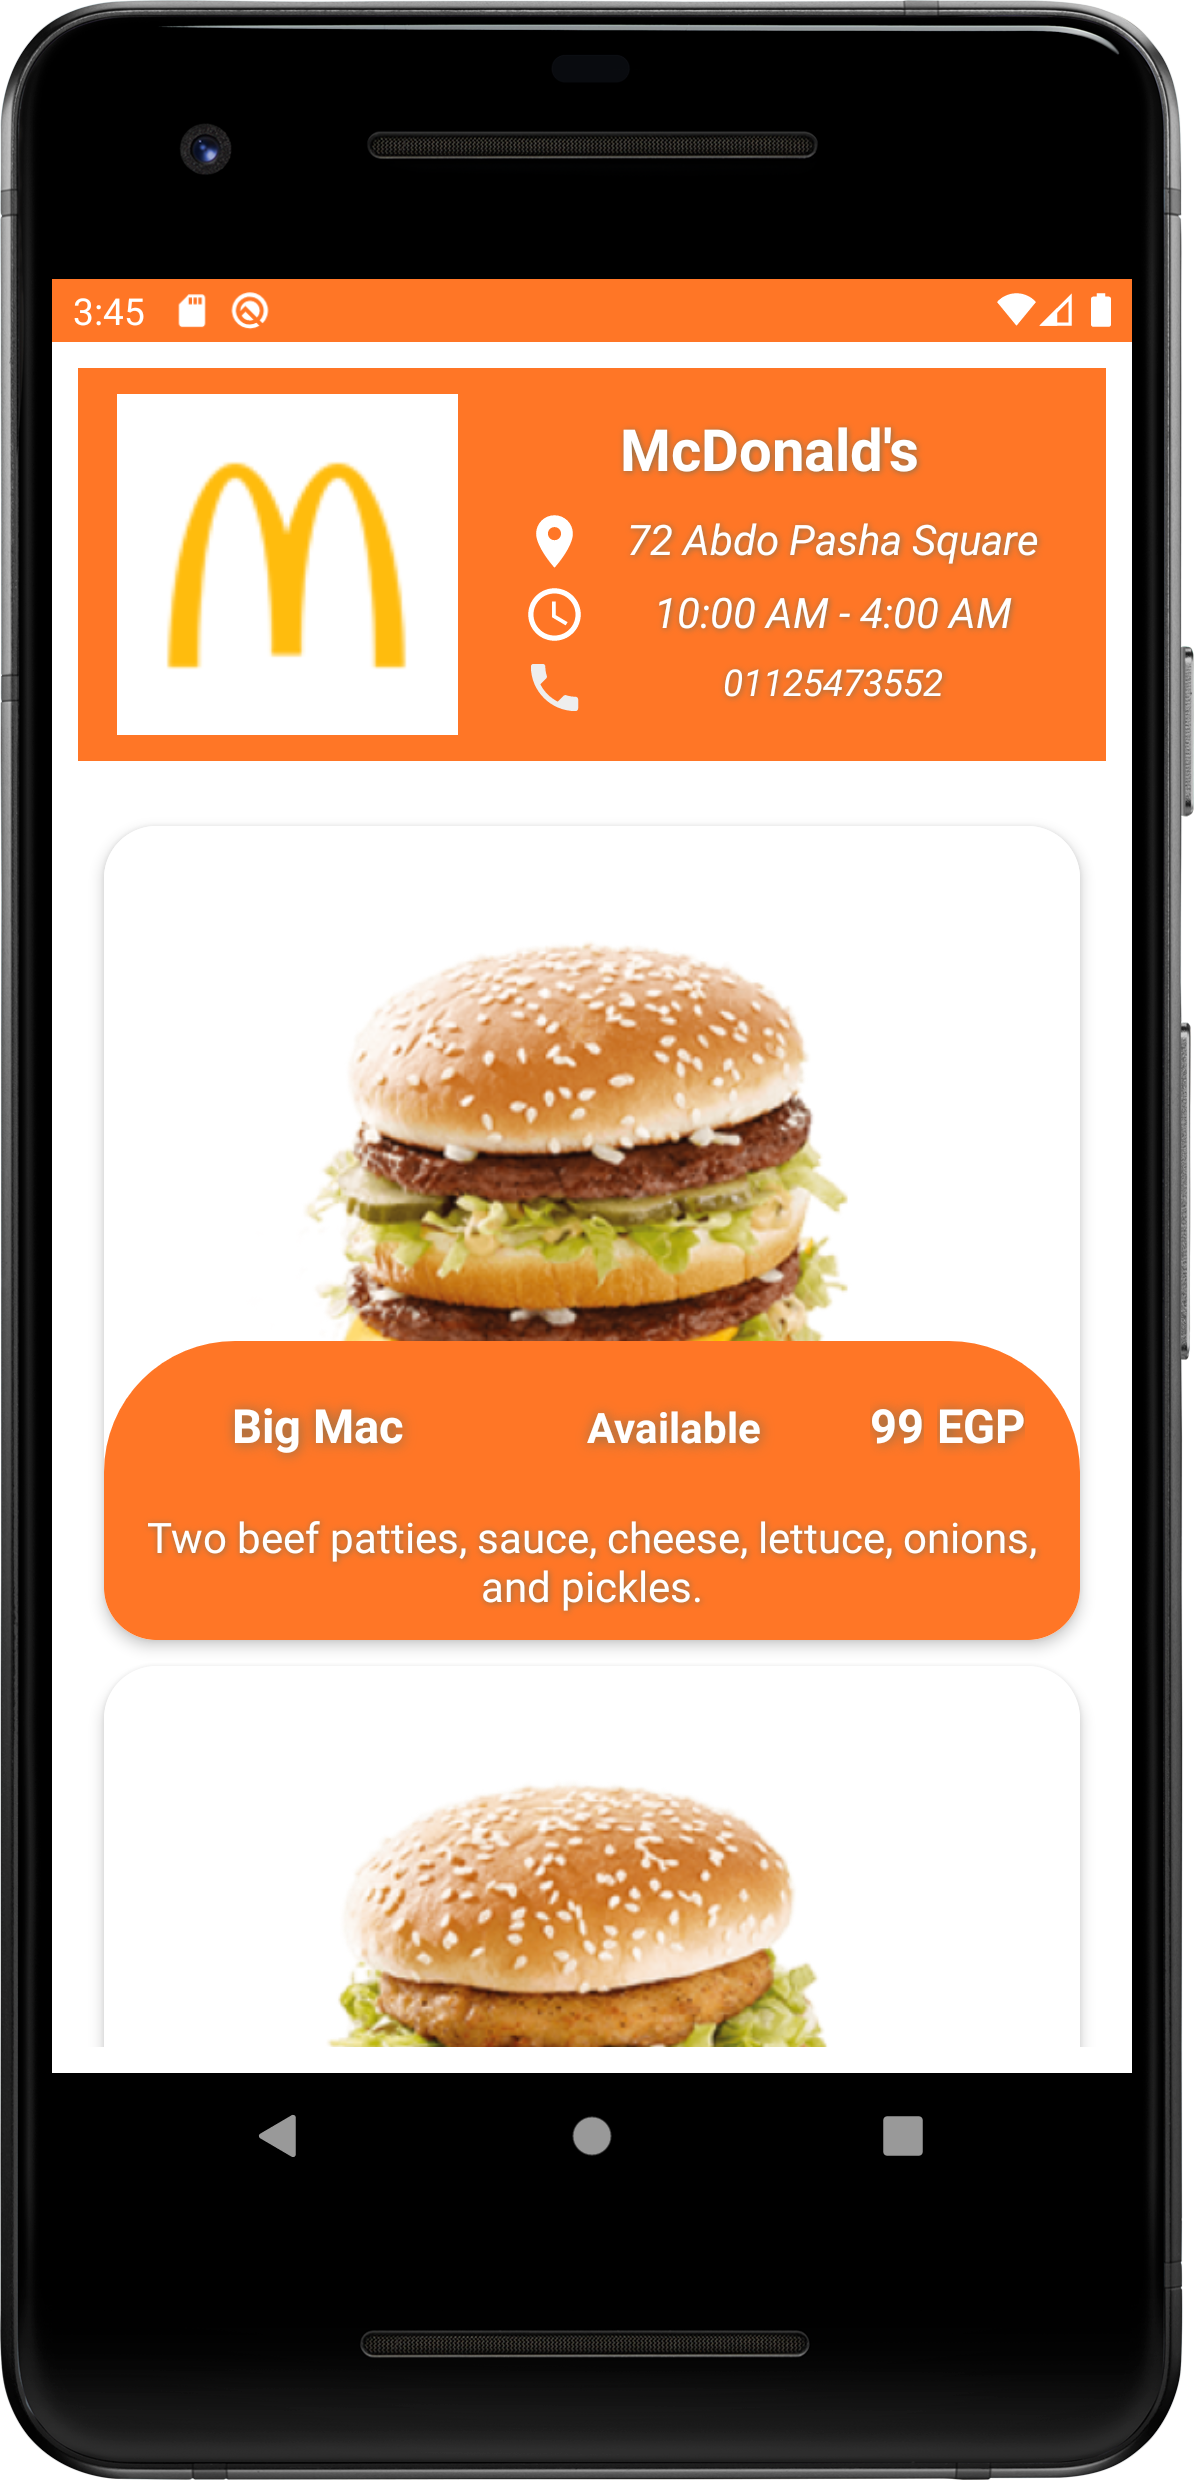 3:45
McDonald's
72 Abdo Pasha Square
10:00 AM - 4:00 AM
01125473552
Big Mac Available 99 EGP
Two beef patties, sauce, cheese, lettuce, onions,
and pickles.